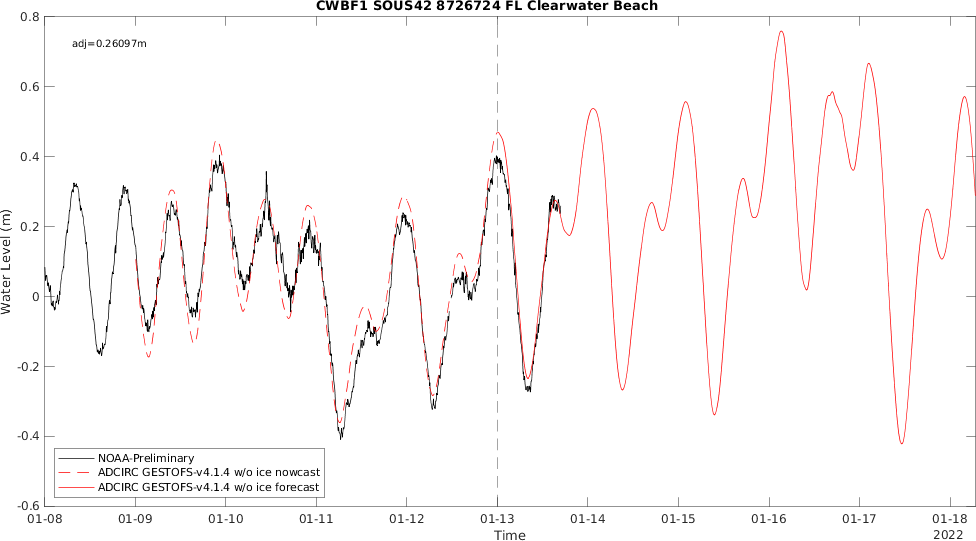 CWBF1 SOUS42 8726724 FL Clearwater Beach
adj=0.26097m
Water Level (m)
0.8
0.6
0.4
0.2
0
-0.2
-0.4
-0.6
NOAA-Preliminary
ADCIRC GESTOFS-v4.1.4 w/o ice nowcast
ADCIRC GESTOFS-v4.1.4 w/o ice forecast
01-08 01-09 01-10 01-11 01-12 01-13 01-14 01-15 01-16 01-17 01-18
Time 2022